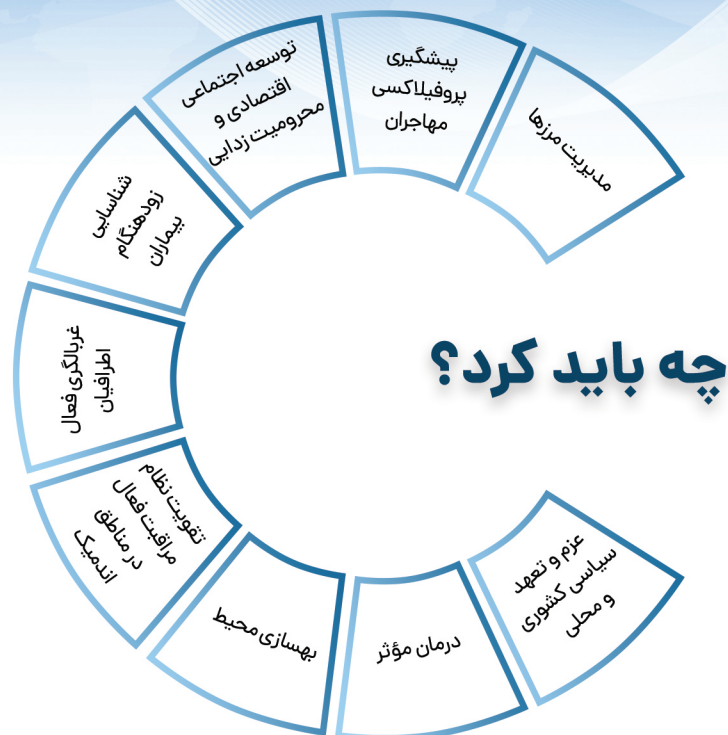 چه باید کرد؟
مدیریت مرزها
پیشگیری
پروفیلاکسی
مهاجران
توسعه اجتماعی
اقتصادی و
محرومیت زدایی
شناسایی
زودهنگام
بیماران
غربالگری فعال
اطرافیان
تقویت نظام
مراقبت فعال
در مناطق
اندمیک
بهسازی محیط
درمان مؤثر
عزم و تعهد
سیاسی کشوری
و محلی